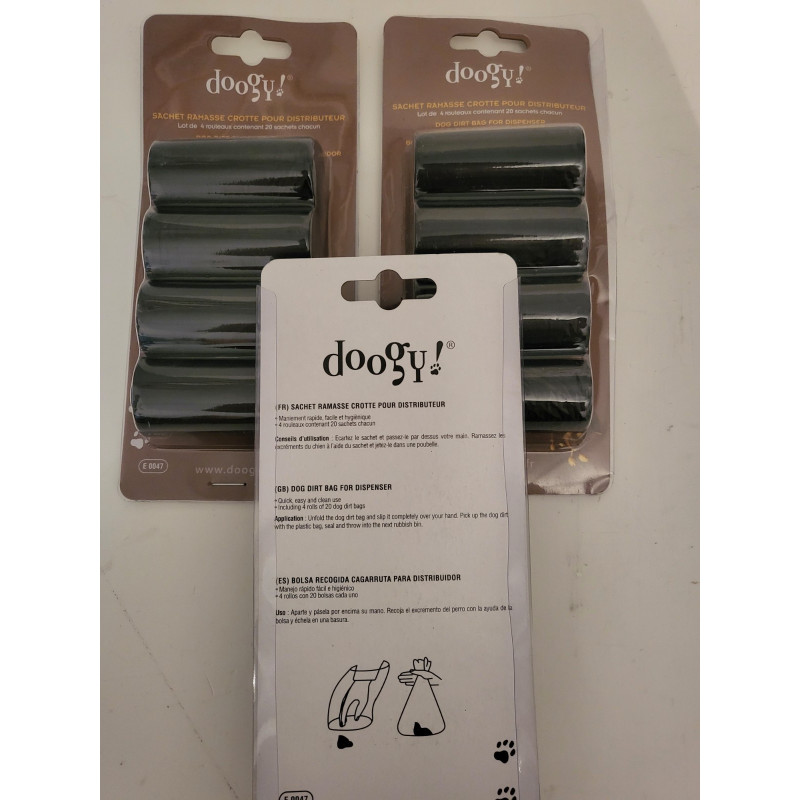 doogy!®
SACHET RAMASSE CROTTE POUR DISTRIBUTEUR
Lot de 4 rouleaux contenant 20 sachets chacun
E 0047
www.doog
doogy!®
SACHET RAMASSE CROTTE POUR DISTRIBUTEUR
Lot de 4 rouleaux contenant 20 sachets chacun
DOG DIRT BAG FOR DISPENSER
doogy!®
(FR) SACHET RAMASSE CROTTE POUR DISTRIBUTEUR
• Maniement rapide, facile et hygiénique
• 4 rouleaux contenant 20 sachets chacun
Conseils d'utilisation : Ecartez le sachet et passez-le par dessus votre main. Ramassez les
excréments du chien à l'aide du sachet et jetez-le dans une poubelle.
(GB) DOG DIRT BAG FOR DISPENSER
• Quick, easy and clean use
• Including 4 rolls of 20 dog dirt bags
Application : Unfold the dog dirt bag and slip it completely over your hand. Pick up the dog dirt
with the plastic bag, seal and throw into the next rubbish bin.
(ES) BOLSA RECOGIDA CAGARRUTA PARA DISTRIBUIDOR
• Manejo rápido fácil e higiénico
• 4 rollos con 20 bolsas cada uno
Uso : Aparte y pásela por encima su mano. Recoja el excremento del perro con la ayuda de la
bolsa y échela en una basura.
E 0047